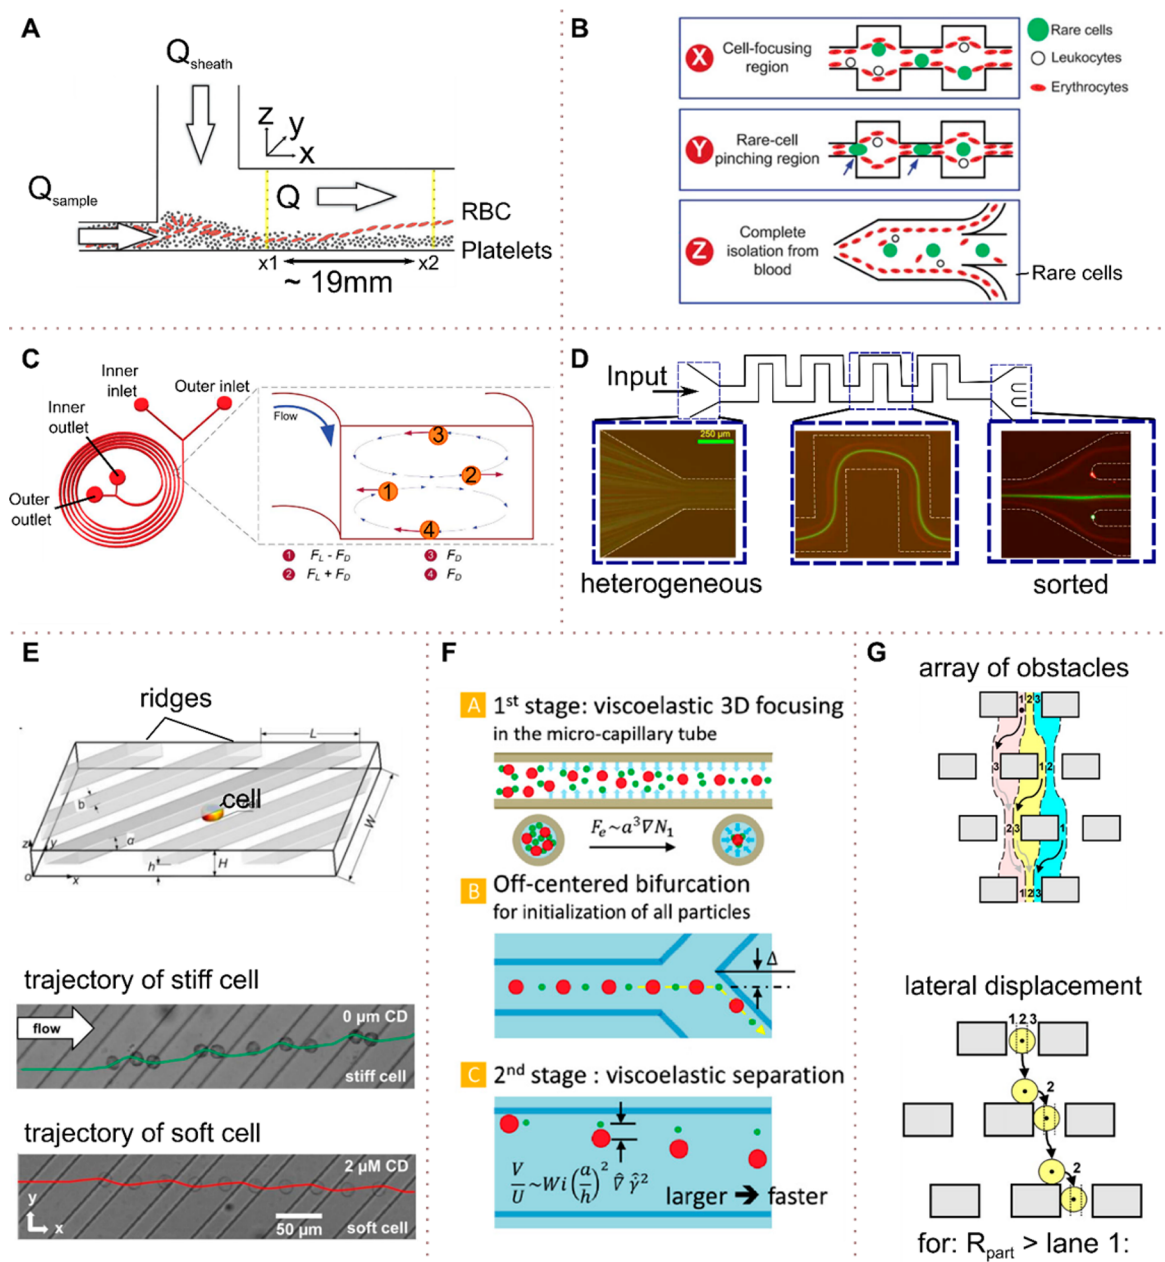 A
Q sheath
z
y
x
Q sample
Q
RBC
Platelets
x1
x2
~ 19mm
B
X
Cell-focusing
region
Rare cells
Leukocytes
Erythrocytes
Y
Rare-cell
pinching region
Z
Complete
isolation from
blood
Rare cells
C
Inner
inlet
Outer inlet
Inner
outlet
Outer
outlet
Flow
3
2
1
4
1 F_L - F_D
3 F_D
2 F_L + F_D
4 F_D
D
Input
250 µm
heterogeneous
sorted
E
ridges
L
b
cell
W
z
y
α
h
H
o
x
trajectory of stiff cell
flow
0 µm CD
stiff cell
trajectory of soft cell
2 µM CD
y
x
50 µm
soft cell
F
A 1st stage: viscoelastic 3D focusing
in the micro-capillary tube
F_e~a³∇N₁
B Off-centered bifurcation
for initialization of all particles
Δ
C 2nd stage : viscoelastic separation
V/U ~Wi(a/h)² ∇̂ γ̂̇²
larger ➔ faster
G
array of obstacles
1 2 3
3 1 2
2 3 1
1 2 3
lateral displacement
1 2 3
2
2
for: R part > lane 1: